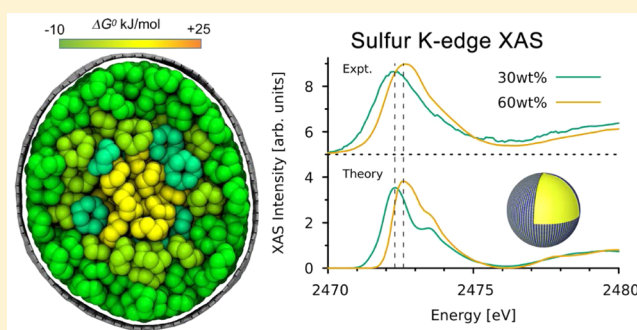 ΔG⁰ kJ/mol
-10 +25
Sulfur K-edge XAS
Expt.
30wt%
60wt%
8
6
Theory
4
2
0
XAS Intensity [arb. units]
2470 2475 2480
Energy [eV]